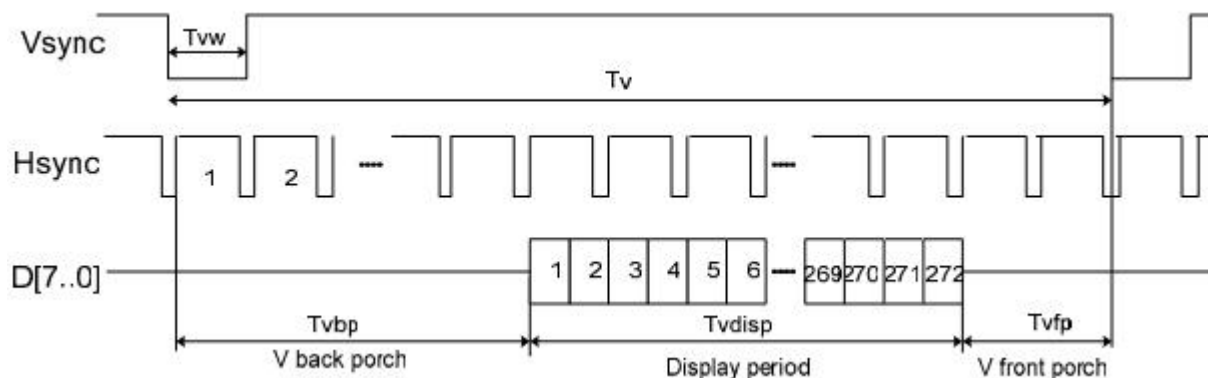 Vsync
Tvw
Tv
Hsync
1 2 ---- ----
D[7..0]
1 2 3 4 5 6 ---- 269 270 271 272
Tvbp Tvdisp Tvfp
V back porch Display period V front porch